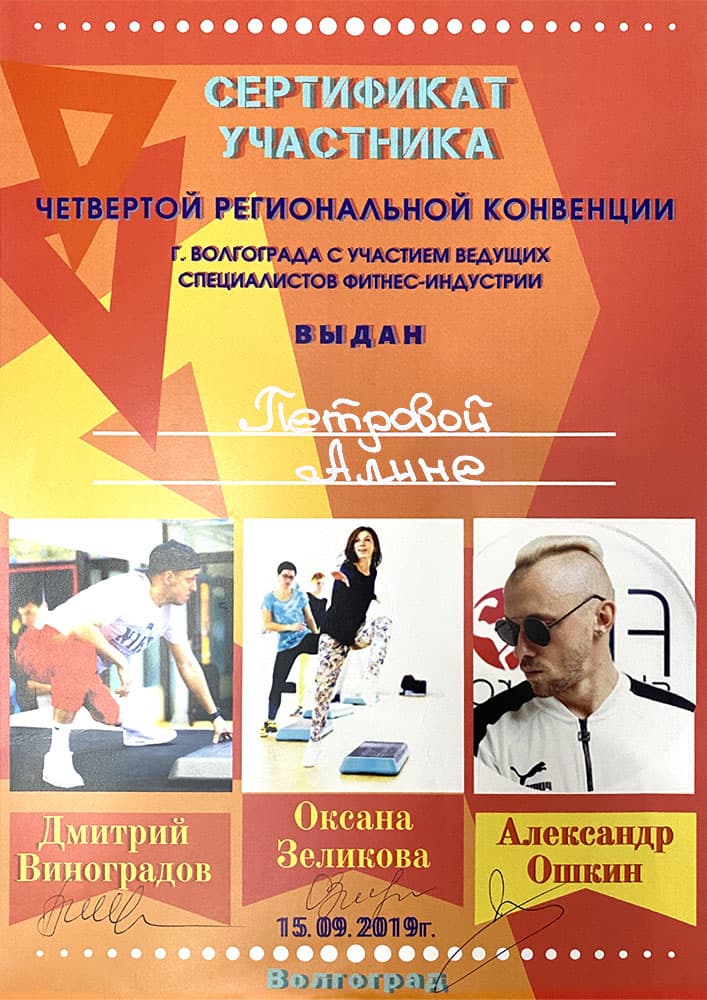 СЕРТИФИКАТ
УЧАСТНИКА
ЧЕТВЕРТОЙ РЕГИОНАЛЬНОЙ КОНВЕНЦИИ
Г. ВОЛГОГРАДА С УЧАСТИЕМ ВЕДУЩИХ
СПЕЦИАЛИСТОВ ФИТНЕС-ИНДУСТРИИ
ВЫДАН
Петровой
Алине
Дмитрий
Виноградов
Оксана
Зеликова
Александр
Ошкин
15.09.2019г.
Волгоград